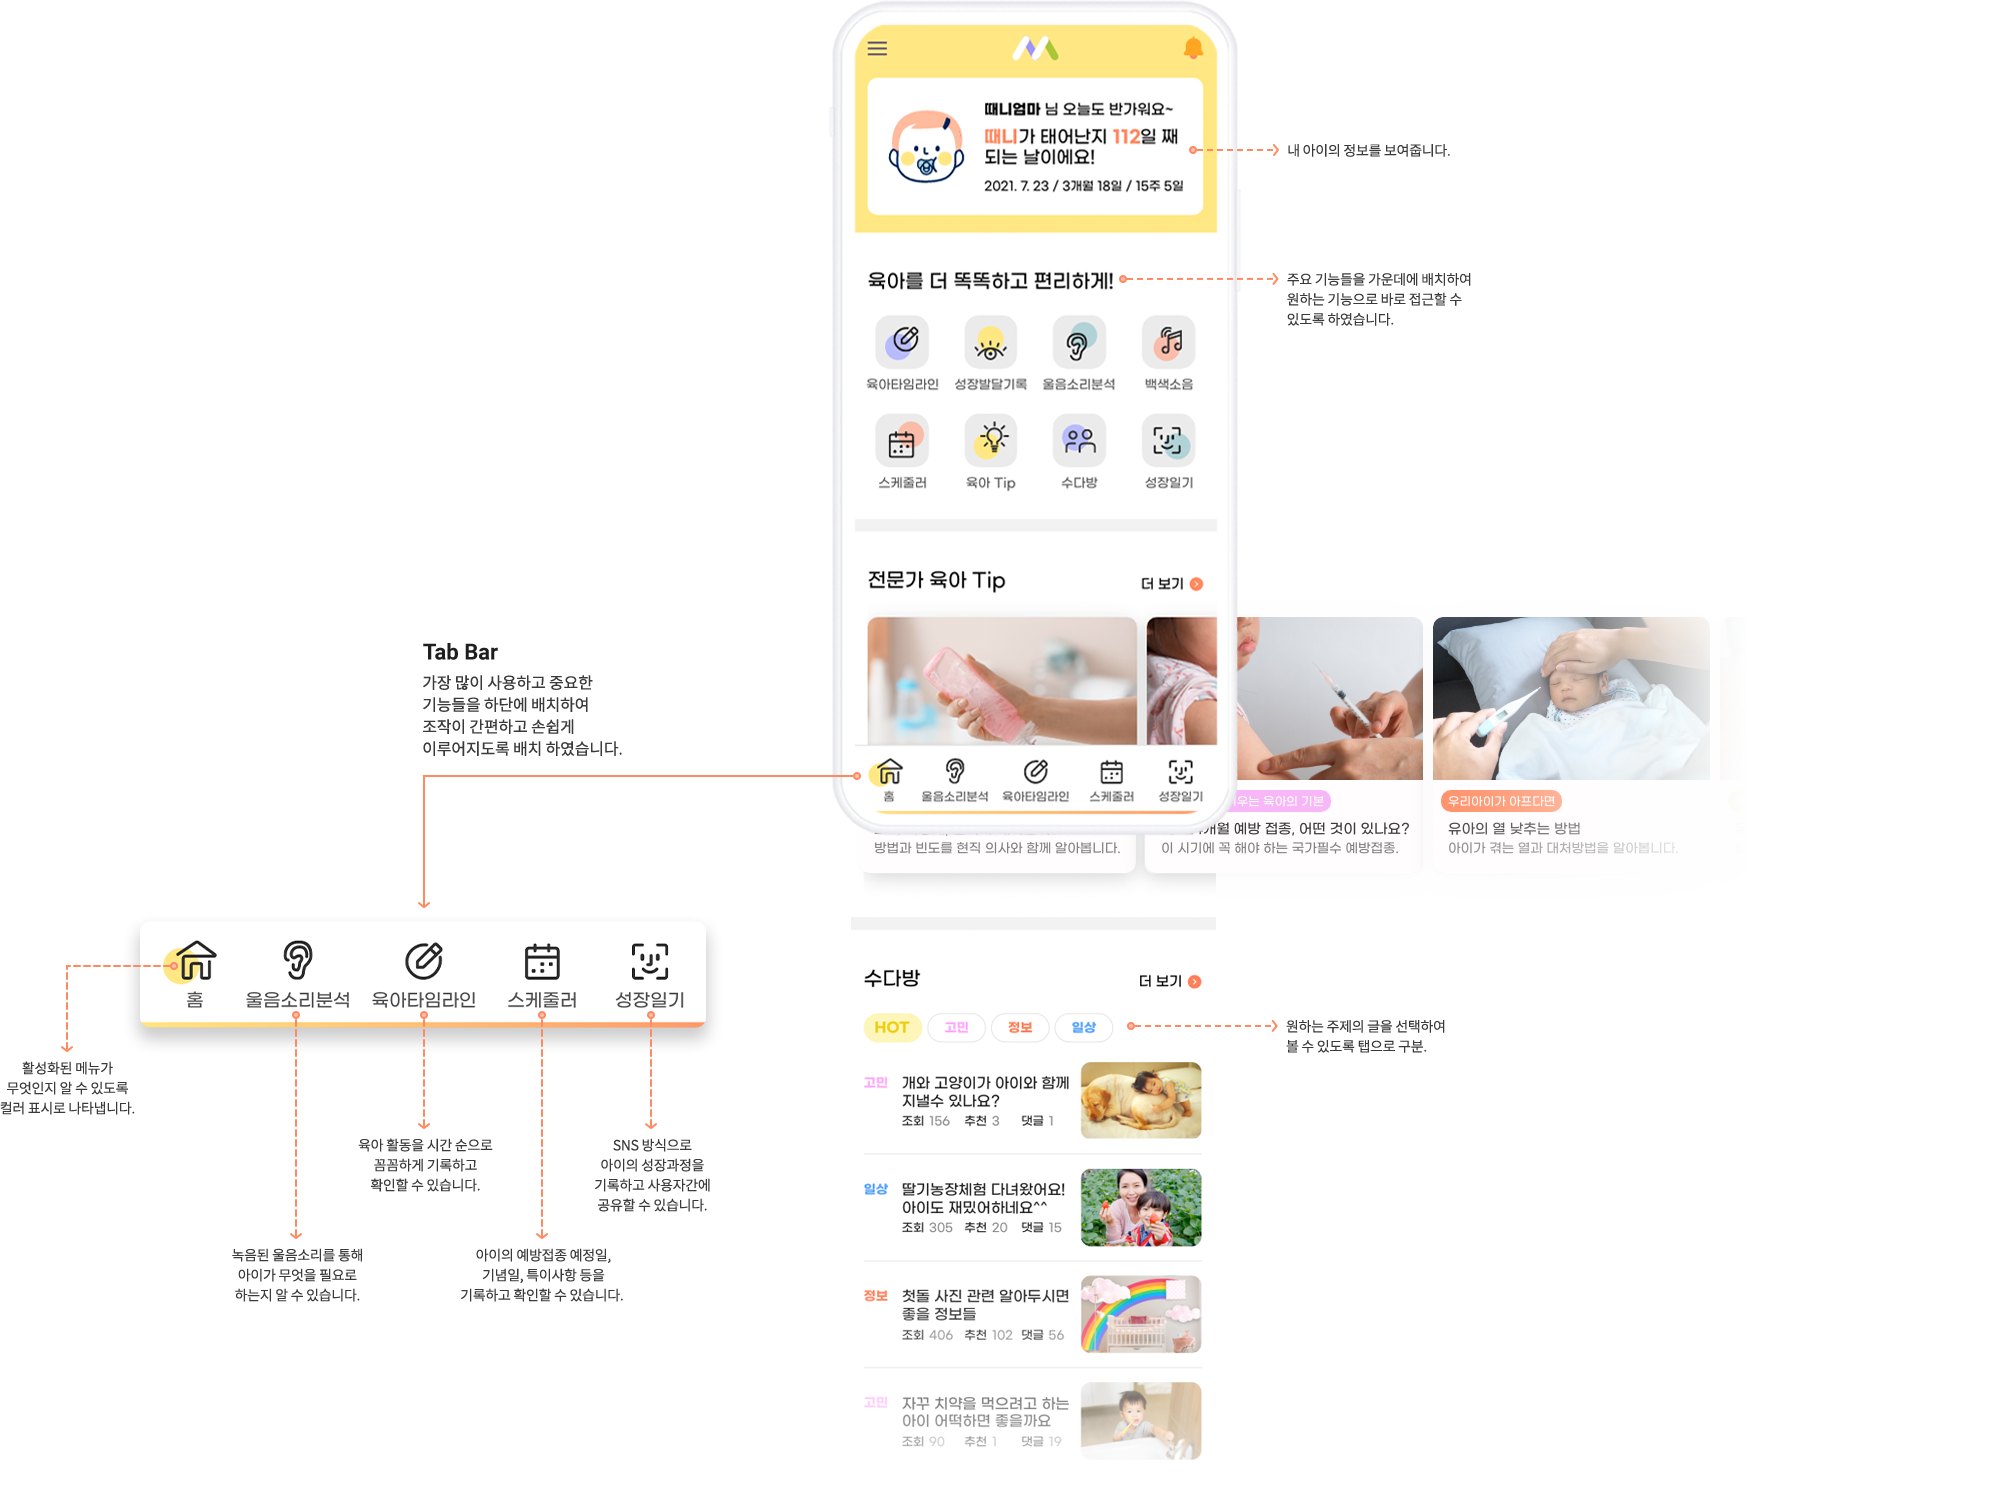 때니엄마 님 오늘도 반가워요~
때니가 태어난지 112일 째
되는 날이에요!
2021. 7. 23 / 3개월 18일 / 15주 5일
내 아이의 정보를 보여줍니다.
육아를 더 똑똑하고 편리하게!
주요 기능들을 가운데에 배치하여
원하는 기능으로 바로 접근할 수
있도록 하였습니다.
육아타임라인 성장발달기록 울음소리분석 백색소음
스케줄러 육아 Tip 수다방 성장일기
전문가 육아 Tip 더 보기
Tab Bar
가장 많이 사용하고 중요한
기능들을 하단에 배치하여
조작이 간편하고 손쉽게
이루어지도록 배치 하였습니다.
홈 울음소리분석 육아타임라인 스케줄러 성장일기
우는 육아의 기본
우리아이가 아프다면
개월 예방 접종, 어떤 것이 있나요?
유아의 열 낮추는 방법
방법과 빈도를 현직 의사와 함께 알아봅니다.
이 시기에 꼭 해야 하는 국가필수 예방접종.
아이가 겪는 열과 대처방법을 알아봅니다.
홈 울음소리분석 육아타임라인 스케줄러 성장일기
활성화된 메뉴가
무엇인지 알 수 있도록
컬러 표시로 나타냅니다.
육아 활동을 시간 순으로
꼼꼼하게 기록하고
확인할 수 있습니다.
SNS 방식으로
아이의 성장과정을
기록하고 사용자간에
공유할 수 있습니다.
녹음된 울음소리를 통해
아이가 무엇을 필요로
하는지 알 수 있습니다.
아이의 예방접종 예정일,
기념일, 특이사항 등을
기록하고 확인할 수 있습니다.
수다방 더 보기
HOT 고민 정보 일상
원하는 주제의 글을 선택하여
볼 수 있도록 탭으로 구분.
고민 개와 고양이가 아이와 함께
지낼수 있나요?
조회 156 추천 3 댓글 1
일상 딸기농장체험 다녀왔어요!
아이도 재밌어하네요^^
조회 305 추천 20 댓글 15
정보 첫돌 사진 관련 알아두시면
좋을 정보들
조회 406 추천 102 댓글 56
고민 자꾸 치약을 먹으려고 하는
아이 어떡하면 좋을까요
조회 90 추천 1 댓글 19